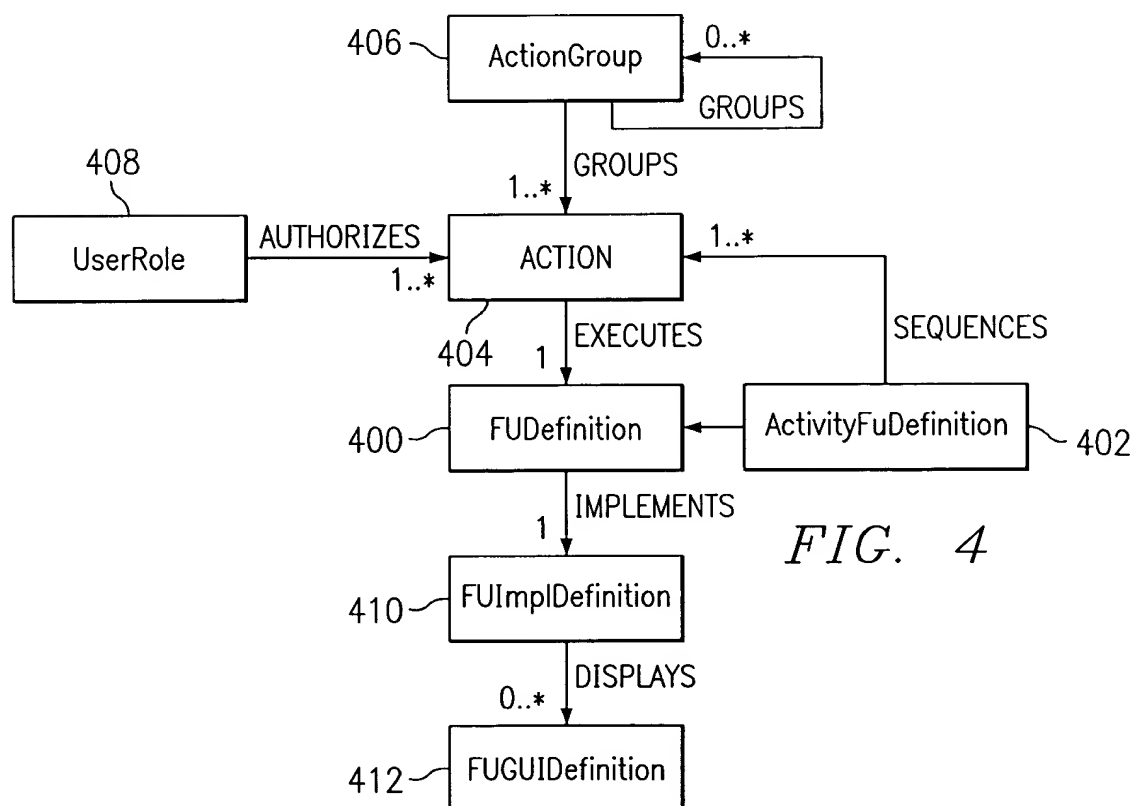 406
ActionGroup
0..*
GROUPS
GROUPS
408
1..*
UserRole
AUTHORIZES
1..*
ACTION
1..*
404
EXECUTES
1
SEQUENCES
400
FUDefinition
ActivityFuDefinition
402
IMPLEMENTS
1
FIG. 4
410
FUImplDefinition
DISPLAYS
0..*
412
FUGUIDefinition